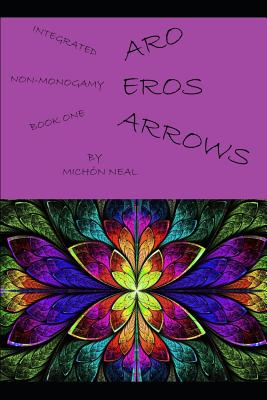 INTEGRATED
NON-MONOGAMY
BOOK ONE
ARO
EROS
ARROWS
BY
MICHÓN NEAL